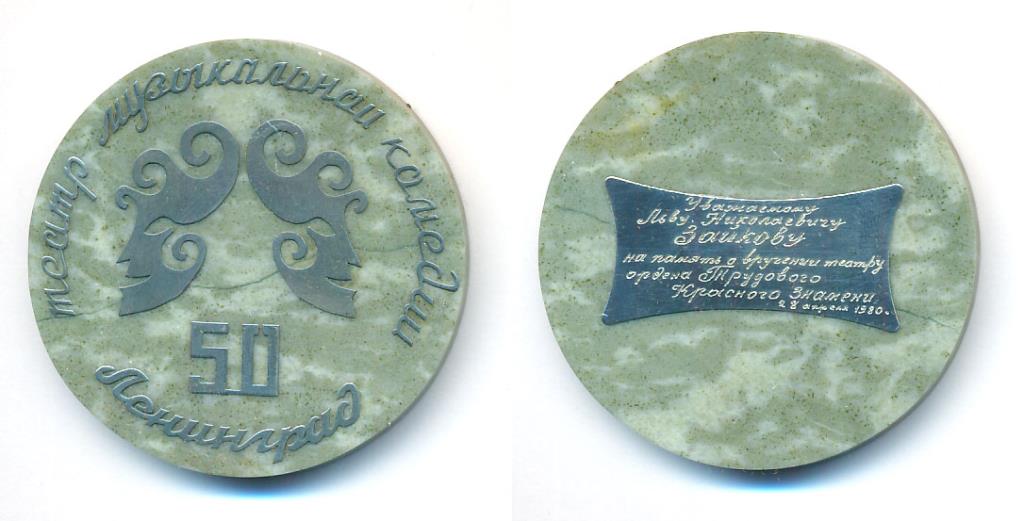 театр музыкальной комедии
50
Ленинград
Уважаемому
Льву Николаевичу
Зайкову
на память о вручении театру
ордена Трудового
Красного Знамени
28 апреля 1980.